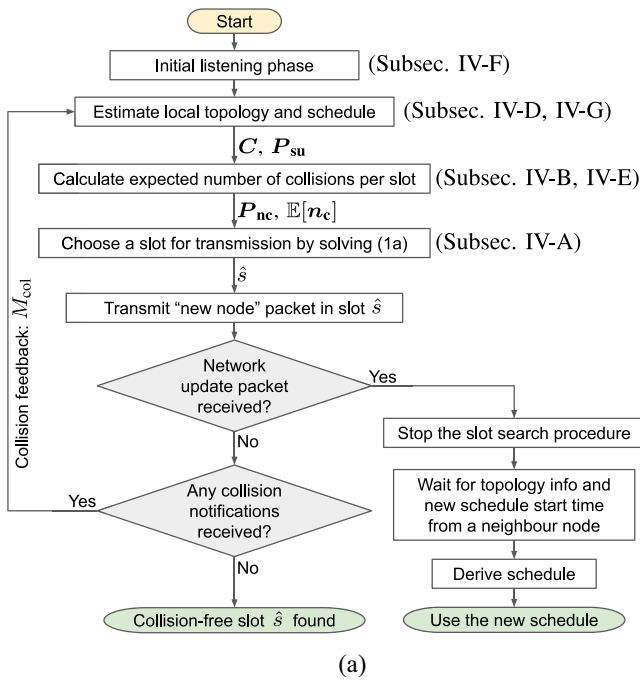 Start
Initial listening phase
(Subsec. IV-F)
Estimate local topology and schedule
(Subsec. IV-D, IV-G)
C, P_su
Calculate expected number of collisions per slot
(Subsec. IV-B, IV-E)
P_nc, 𝔼[n_c]
Choose a slot for transmission by solving (1a)
(Subsec. IV-A)
ŝ
Transmit “new node” packet in slot ŝ
Network
update packet
received?
Yes
No
Collision feedback: M_col
Any collision
notifications
received?
Yes
No
Collision-free slot ŝ found
Stop the slot search procedure
Wait for topology info and
new schedule start time
from a neighbour node
Derive schedule
Use the new schedule
(a)